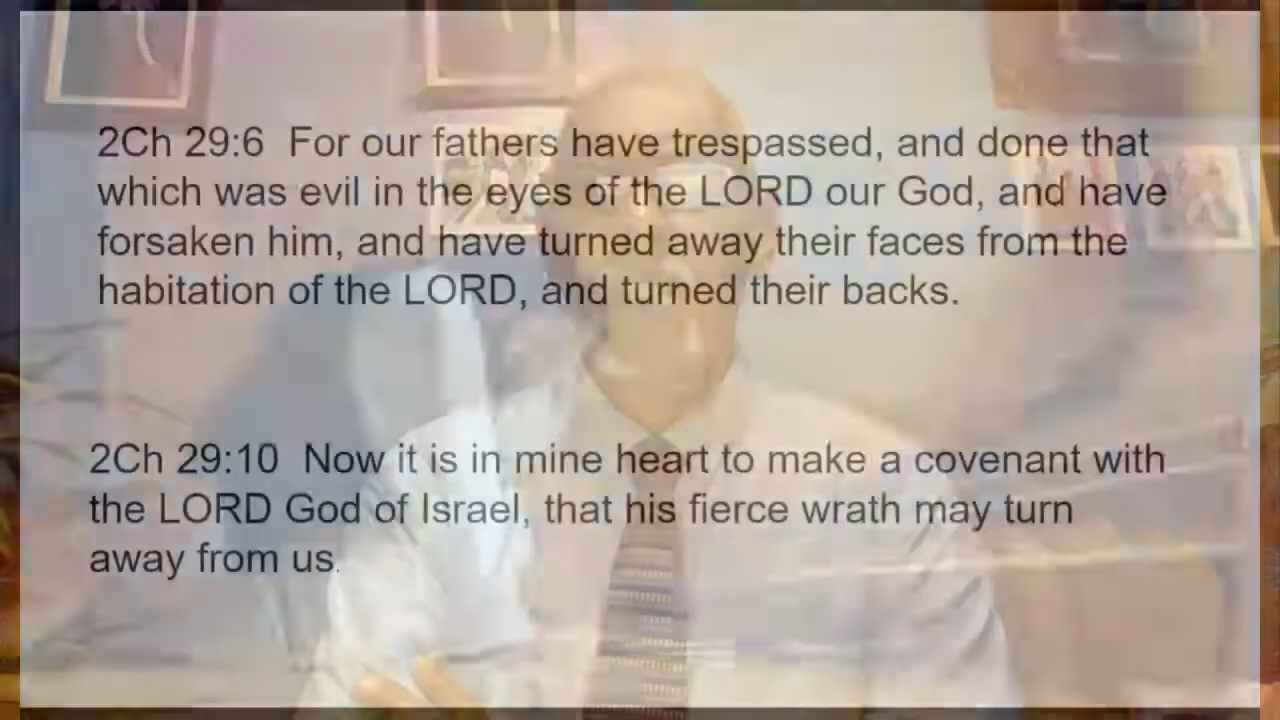 2Ch 29:6  For our fathers have trespassed, and done that
which was evil in the eyes of the LORD our God, and have
forsaken him, and have turned away their faces from the
habitation of the LORD, and turned their backs.
2Ch 29:10  Now it is in mine heart to make a covenant with
the LORD God of Israel, that his fierce wrath may turn
away from us.